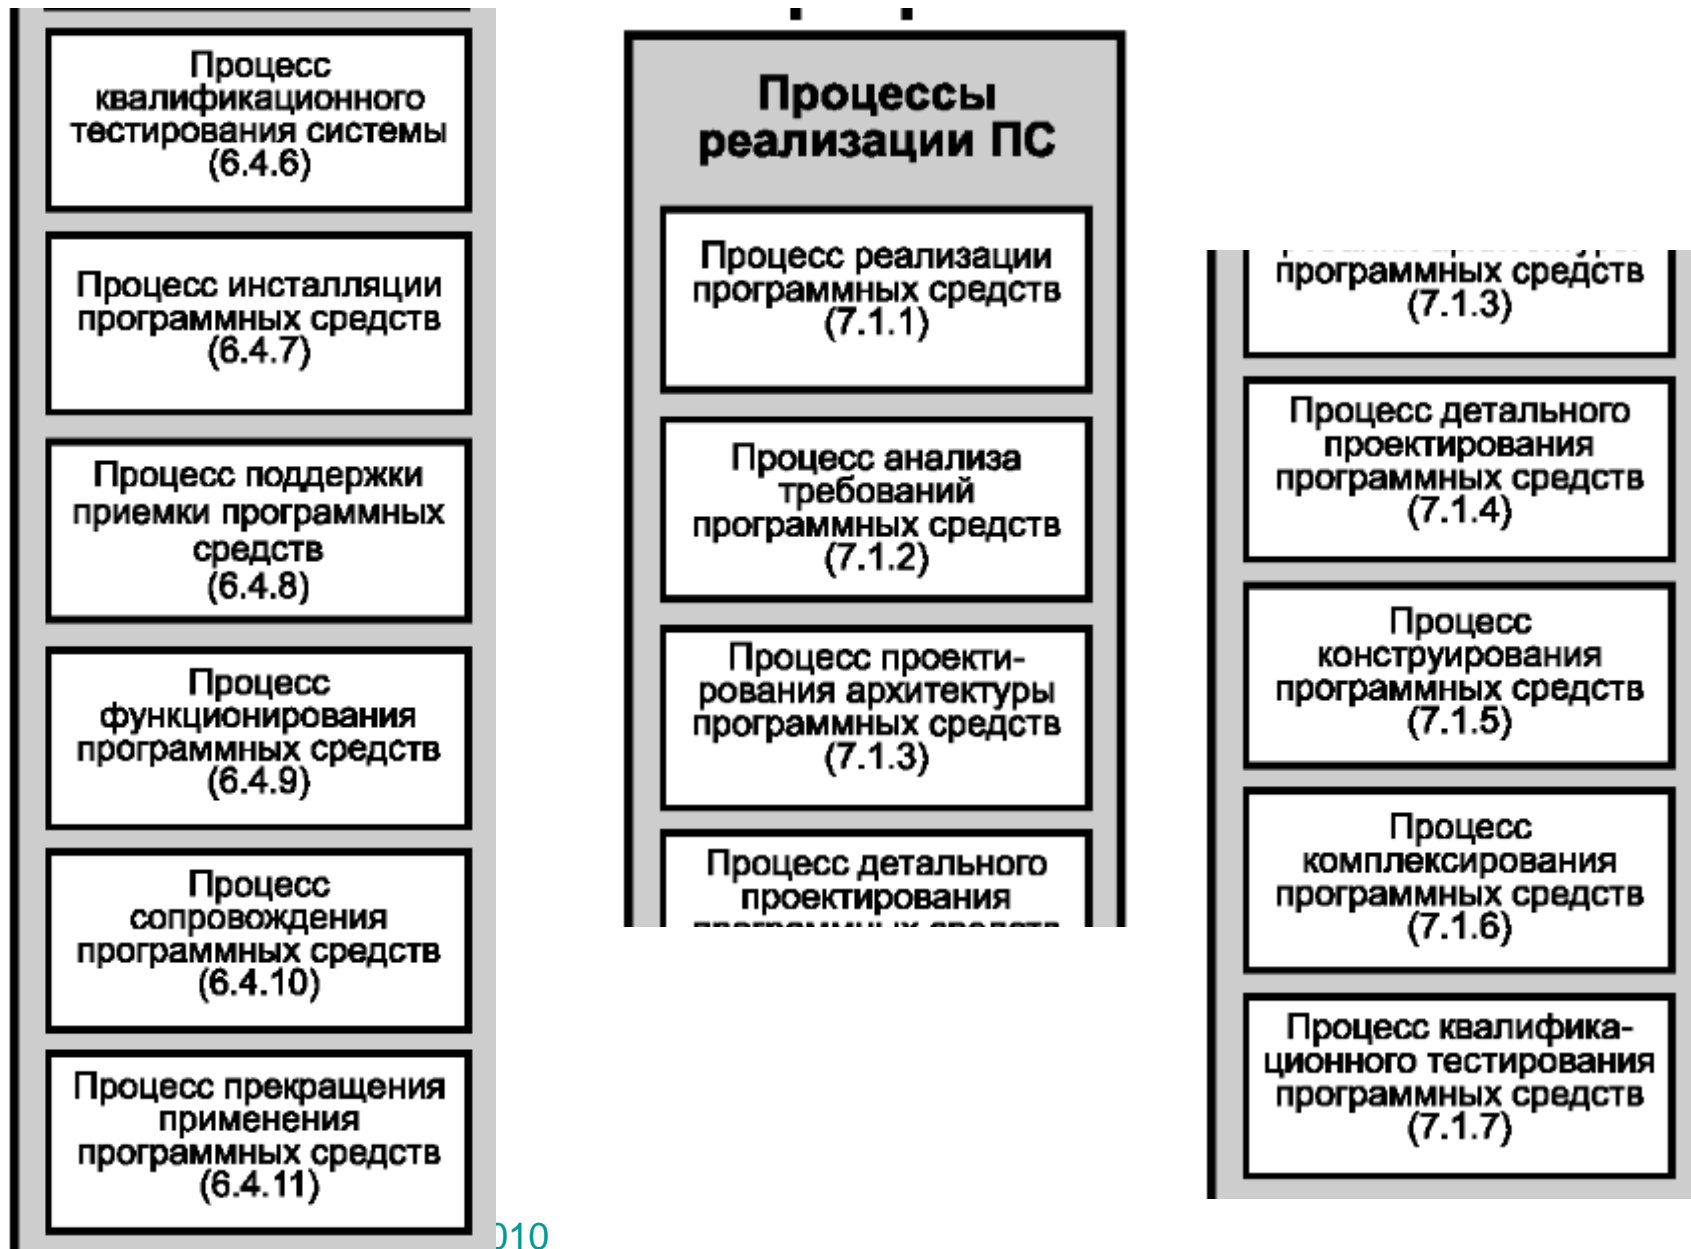 Процесс
квалификационного
тестирования системы
(6.4.6)
Процесс инсталляции
программных средств
(6.4.7)
Процесс поддержки
приемки программных
средств
(6.4.8)
Процесс
функционирования
программных средств
(6.4.9)
Процесс
сопровождения
программных средств
(6.4.10)
Процесс прекращения
применения
программных средств
(6.4.11)
010
Процессы
реализации ПС
Процесс реализации
программных средств
(7.1.1)
Процесс анализа
требований
программных средств
(7.1.2)
Процесс проекти-
рования архитектуры
программных средств
(7.1.3)
Процесс детального
проектирования
программных средств
программных средств
(7.1.3)
Процесс детального
проектирования
программных средств
(7.1.4)
Процесс
конструирования
программных средств
(7.1.5)
Процесс
комплексирования
программных средств
(7.1.6)
Процесс квалифика-
ционного тестирования
программных средств
(7.1.7)